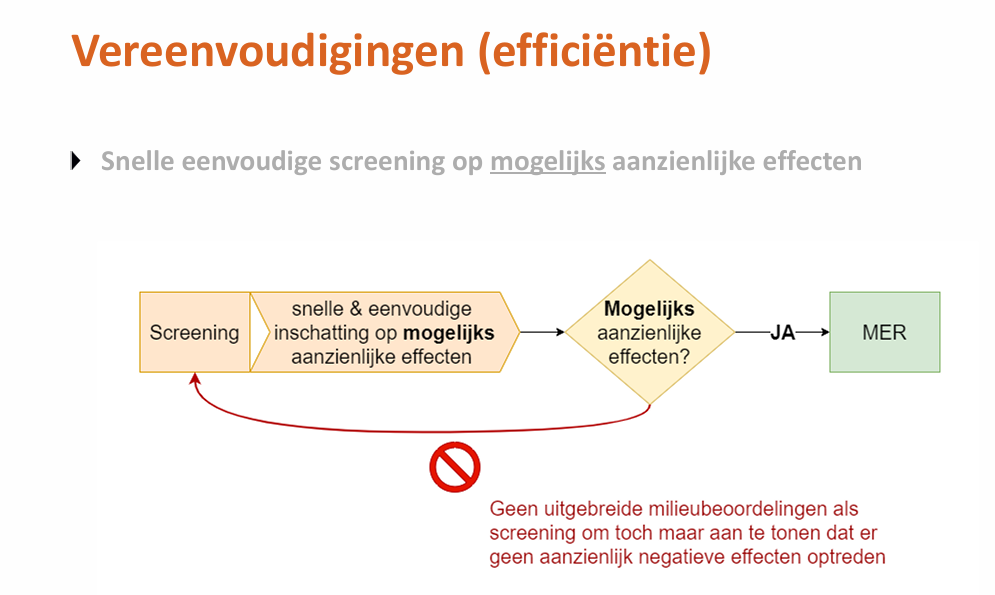 Vereenvoudigingen (efficiëntie)
Snelle eenvoudige screening op mogelijks aanzienlijke effecten
Screening
snelle & eenvoudige
inschatting op mogelijks
aanzienlijke effecten
Mogelijks
aanzienlijke
effecten?
JA
MER
Geen uitgebreide milieubeoordelingen als
screening om toch maar aan te tonen dat er
geen aanzienlijk negatieve effecten optreden